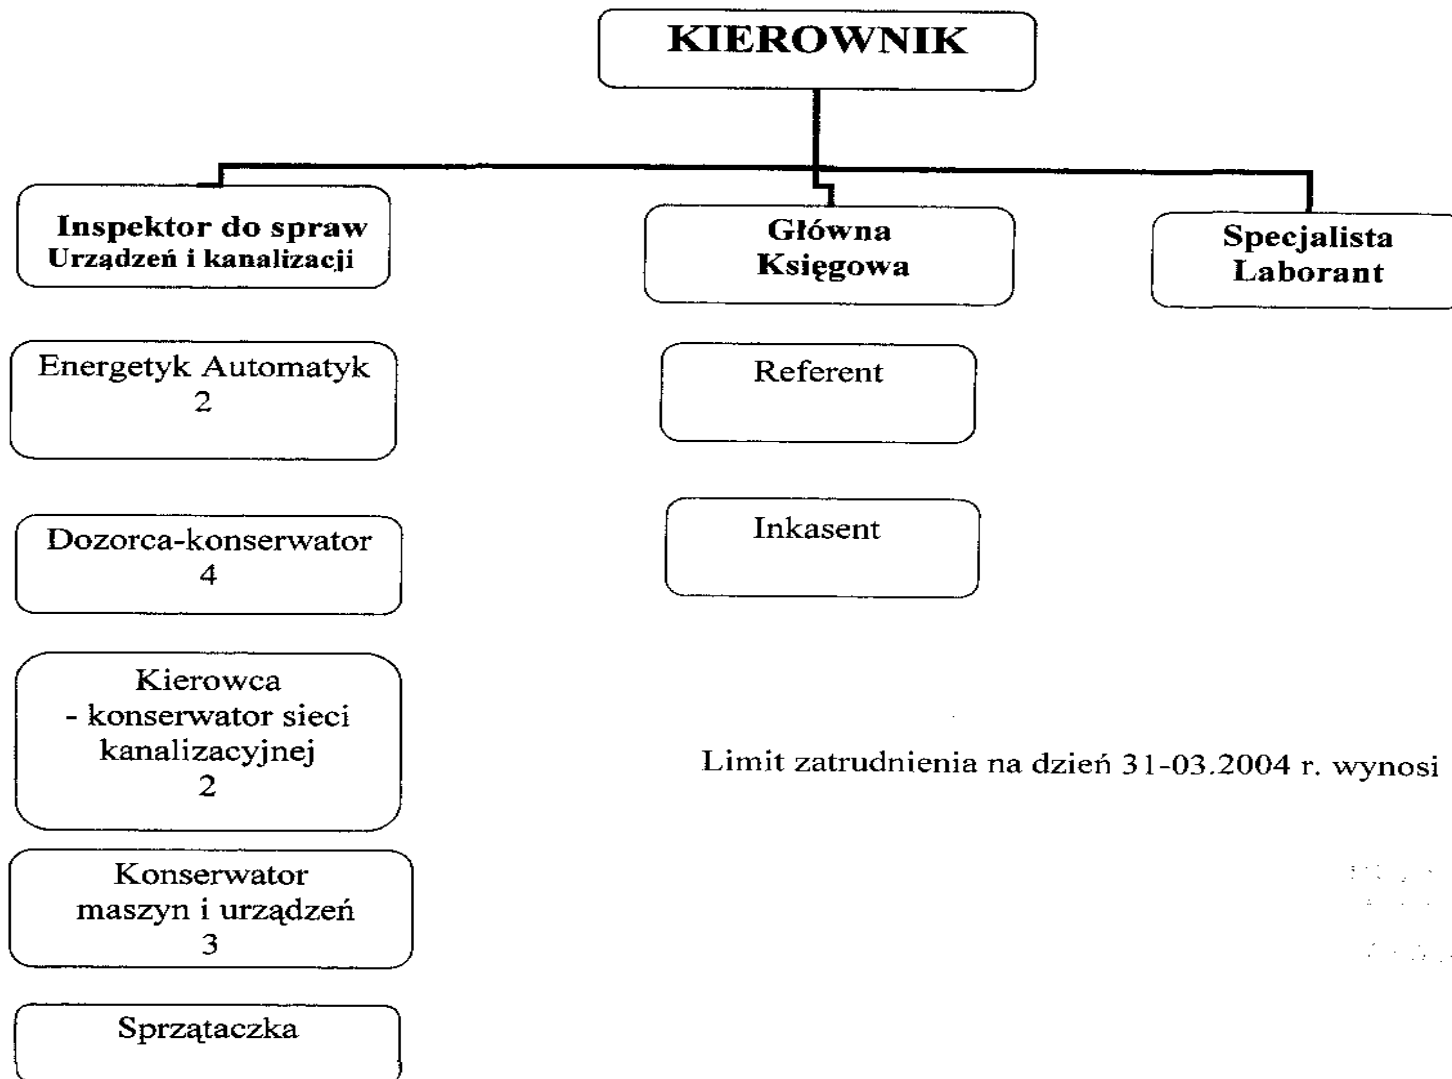 KIEROWNIK
Inspektor do spraw
Urządzeń i kanalizacji
Główna
Księgowa
Specjalista
Laborant
Energetyk Automatyk
2
Referent
Dozorca-konserwator
4
Inkasent
Kierowca
- konserwator sieci
kanalizacyjnej
2
Limit zatrudnienia na dzień 31-03.2004 r. wynosi
Konserwator
maszyn i urządzeń
3
Sprzątaczka